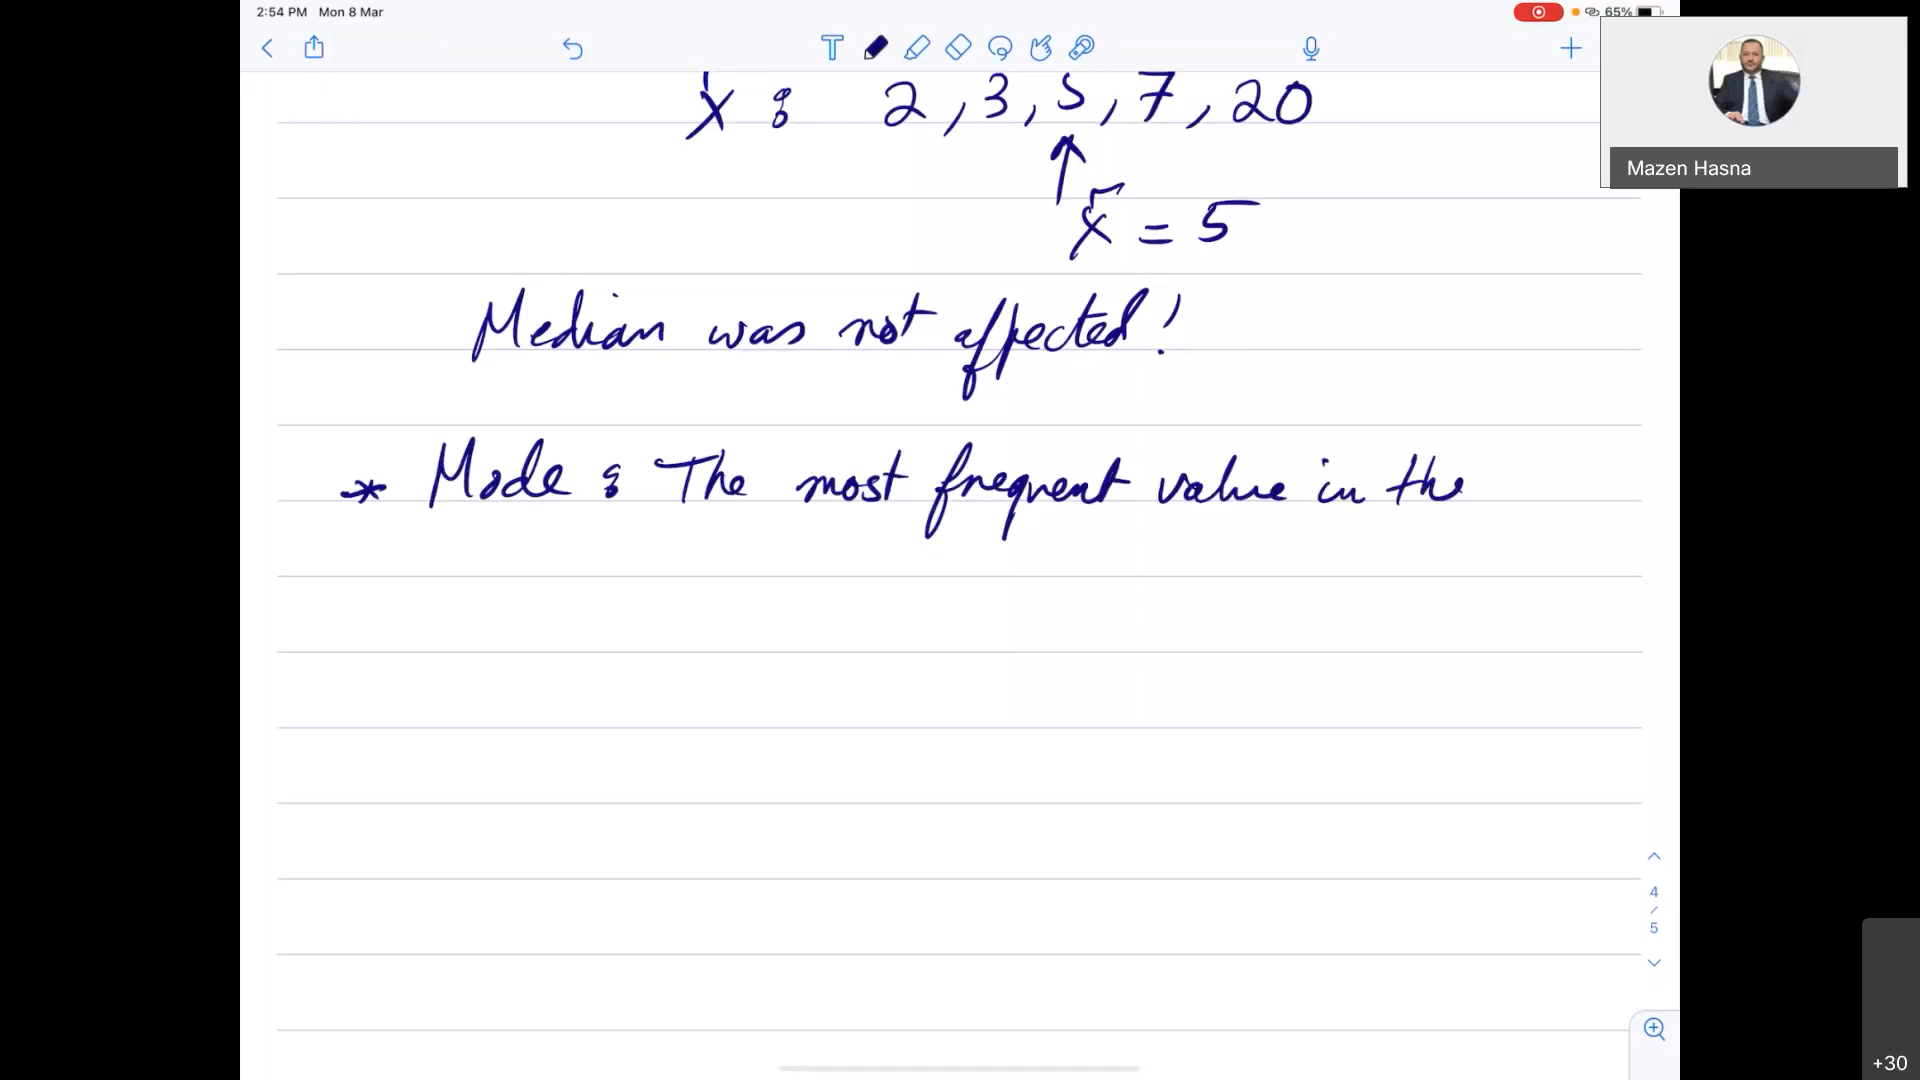 2:54 PM Mon 8 Mar
65%
Mazen Hasna
X : 2 , 3 , 5 , 7 , 20
x̃ = 5
Median was not affected!
* Mode : The most frequent value in the
4
/
5
+30